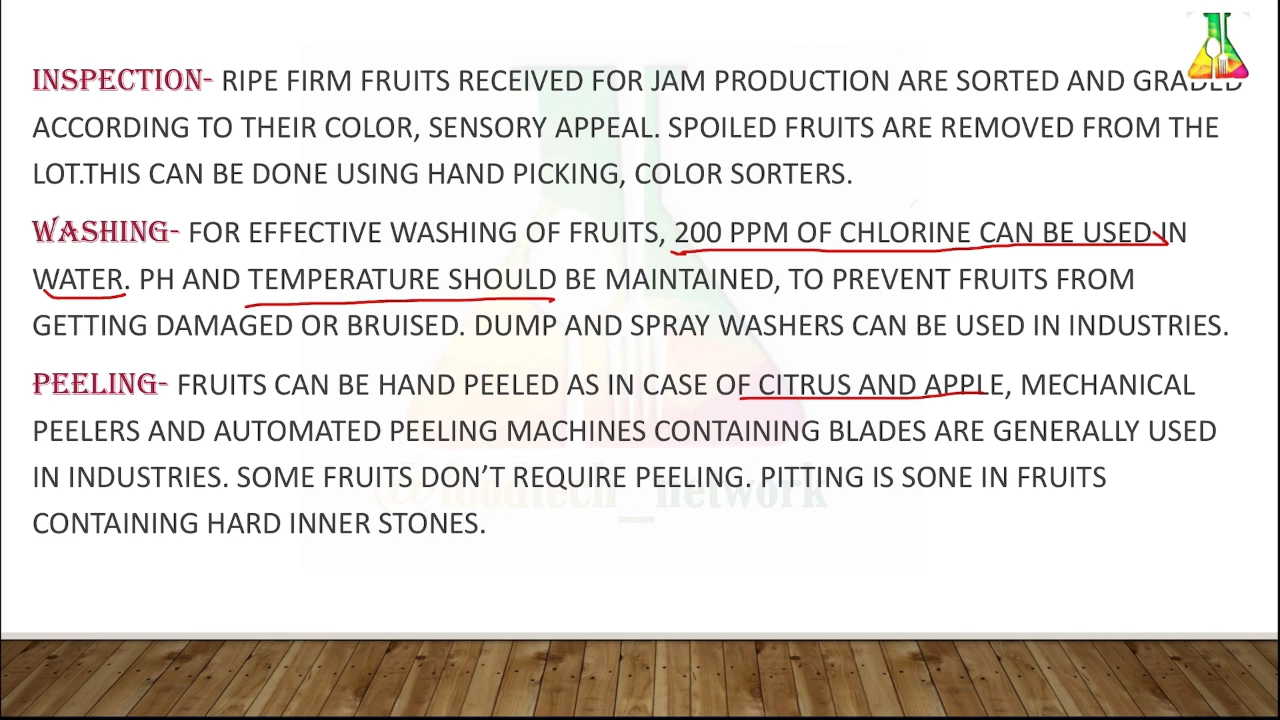 INSPECTION- RIPE FIRM FRUITS RECEIVED FOR JAM PRODUCTION ARE SORTED AND GRADED
ACCORDING TO THEIR COLOR, SENSORY APPEAL. SPOILED FRUITS ARE REMOVED FROM THE
LOT.THIS CAN BE DONE USING HAND PICKING, COLOR SORTERS.
WASHING- FOR EFFECTIVE WASHING OF FRUITS, 200 PPM OF CHLORINE CAN BE USED IN
WATER. PH AND TEMPERATURE SHOULD BE MAINTAINED, TO PREVENT FRUITS FROM
GETTING DAMAGED OR BRUISED. DUMP AND SPRAY WASHERS CAN BE USED IN INDUSTRIES.
PEELING- FRUITS CAN BE HAND PEELED AS IN CASE OF CITRUS AND APPLE, MECHANICAL
PEELERS AND AUTOMATED PEELING MACHINES CONTAINING BLADES ARE GENERALLY USED
IN INDUSTRIES. SOME FRUITS DON'T REQUIRE PEELING. PITTING IS SONE IN FRUITS
@foodtech_network
CONTAINING HARD INNER STONES.